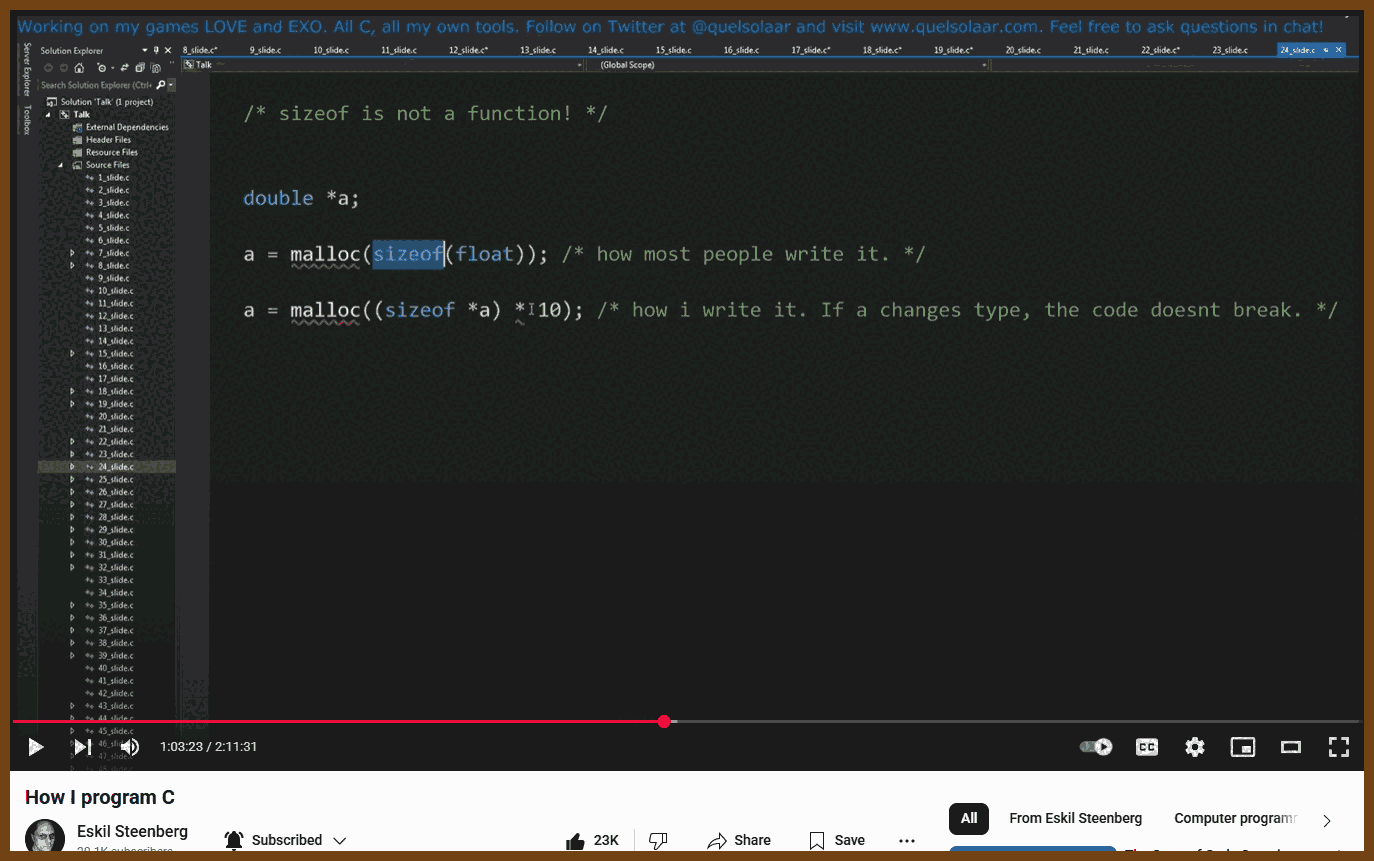 Working on my games LOVE and EXO. All C, all my own tools. Follow on Twitter at @quelsolaar and visit www.quelsolaar.com. Feel free to ask questions in chat!
Server Explorer
Toolbox
Solution Explorer
8_slide.c* 9_slide.c 10_slide.c 11_slide.c 12_slide.c* 13_slide.c 14_slide.c 15_slide.c 16_slide.c 17_slide.c* 18_slide.c* 19_slide.c* 20_slide.c 21_slide.c 22_slide.c* 23_slide.c 24_slide.c
Talk (Global Scope)
Search Solution Explorer (Ctrl+
Solution 'Talk' (1 project)
Talk
External Dependencies
Header Files
Resource Files
Source Files
1_slide.c
2_slide.c
3_slide.c
4_slide.c
5_slide.c
6_slide.c
7_slide.c
8_slide.c
9_slide.c
10_slide.c
11_slide.c
12_slide.c
13_slide.c
14_slide.c
15_slide.c
16_slide.c
17_slide.c
18_slide.c
19_slide.c
20_slide.c
21_slide.c
22_slide.c
23_slide.c
24_slide.c
25_slide.c
26_slide.c
27_slide.c
28_slide.c
29_slide.c
30_slide.c
31_slide.c
32_slide.c
33_slide.c
34_slide.c
35_slide.c
36_slide.c
37_slide.c
38_slide.c
39_slide.c
40_slide.c
41_slide.c
42_slide.c
43_slide.c
44_slide.c
45_slide.c
46_slide.c
47_slide.c
48_slide.c
/* sizeof is not a function! */
double *a;
a = malloc(sizeof(float)); /* how most people write it. */
a = malloc((sizeof *a) * 10); /* how i write it. If a changes type, the code doesnt break. */
1:03:23 / 2:11:31
CC
How I program C
Eskil Steenberg
Subscribed
23K
Share
Save
All
From Eskil Steenberg